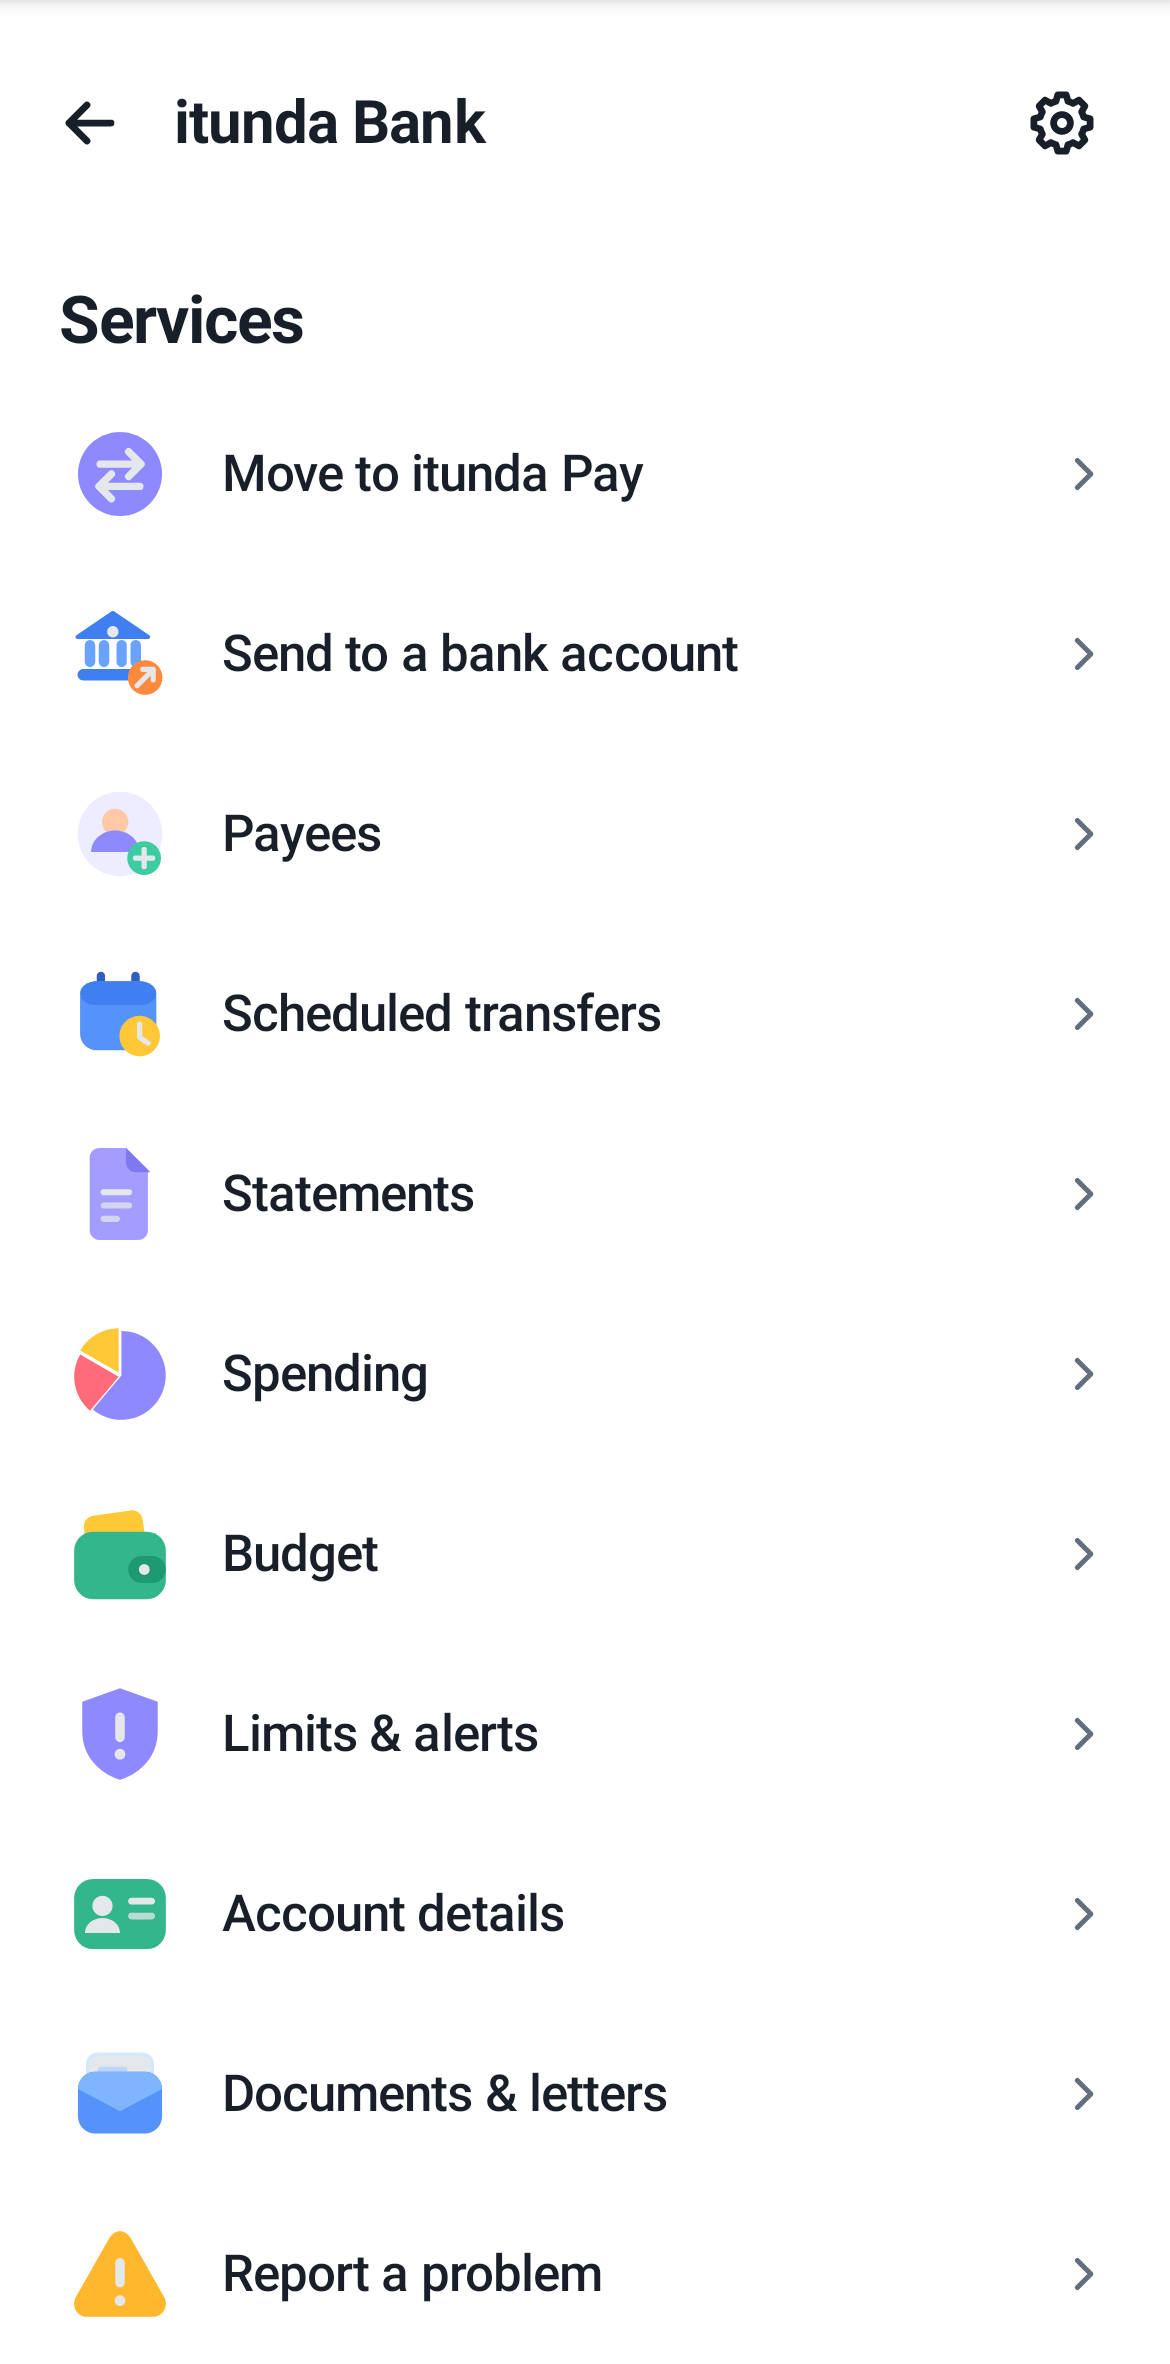 itunda Bank
Services
Move to itunda Pay
Send to a bank account
Payees
Scheduled transfers
Statements
Spending
Budget
Limits & alerts
Account details
Documents & letters
Report a problem